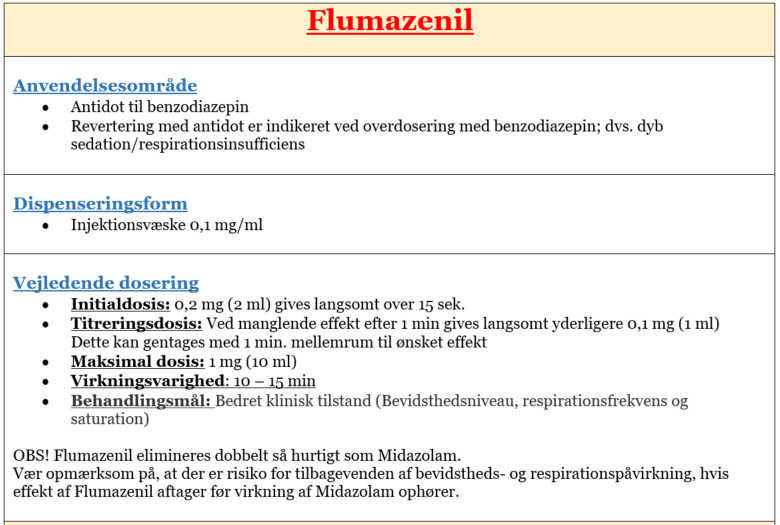 Flumazenil
Anvendelsesområde
• Antidot til benzodiazepin
• Revertering med antidot er indikeret ved overdosering med benzodiazepin; dvs. dyb
sedation/respirationsinsufficiens
Dispenseringsform
• Injektionsvæske 0,1 mg/ml
Vejledende dosering
• Initialdosis: 0,2 mg (2 ml) gives langsomt over 15 sek.
• Titreringsdosis: Ved manglende effekt efter 1 min gives langsomt yderligere 0,1 mg (1 ml)
Dette kan gentages med 1 min. mellemrum til ønsket effekt
• Maksimal dosis: 1 mg (10 ml)
• Virkningsvarighed: 10 – 15 min
• Behandlingsmål: Bedret klinisk tilstand (Bevidsthedsniveau, respirationsfrekvens og
saturation)
OBS! Flumazenil elimineres dobbelt så hurtigt som Midazolam.
Vær opmærksom på, at der er risiko for tilbagevenden af bevidstheds- og respirationspåvirkning, hvis
effekt af Flumazenil aftager før virkning af Midazolam ophører.